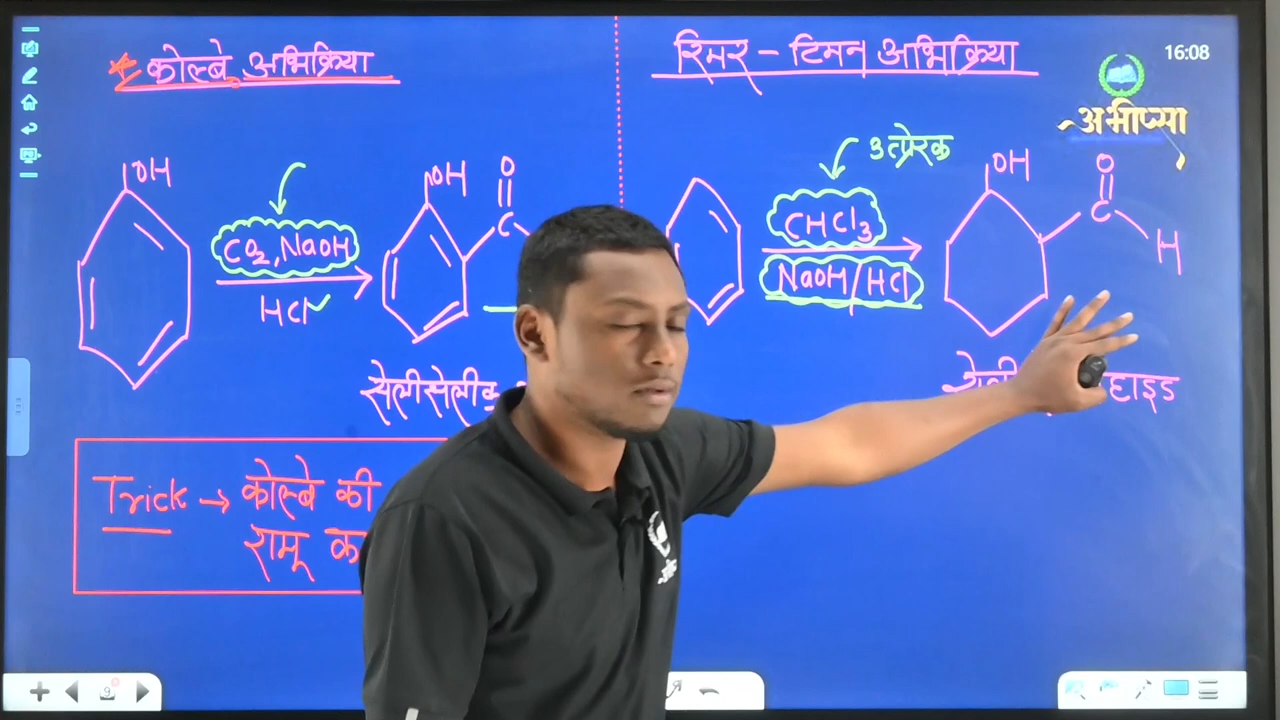 कोल्बे अभिक्रिया
रिमर - टिमन अभिक्रिया
16:08
अभीप्सा
उत्प्रेरक
OH
CO2, NaOH
HCl
OH
O
C
CHCl3
NaOH/HCl
OH
O
C
H
सेलीसेलीक
हाइड
Trick → कोल्बे की
रामू
9